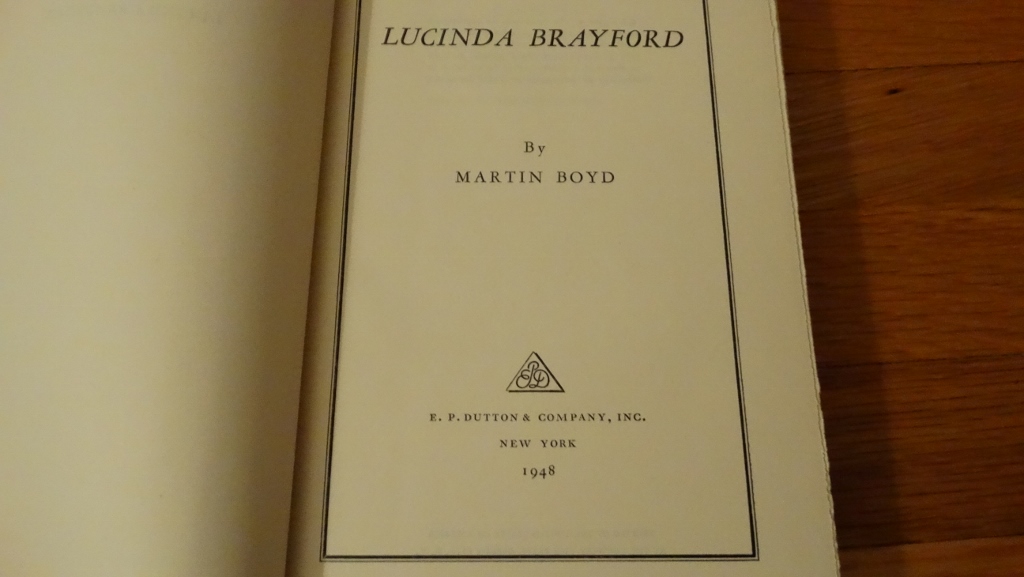 LUCINDA BRAYFORD
By
MARTIN BOYD
E. P. DUTTON & COMPANY, INC.
NEW YORK
1948